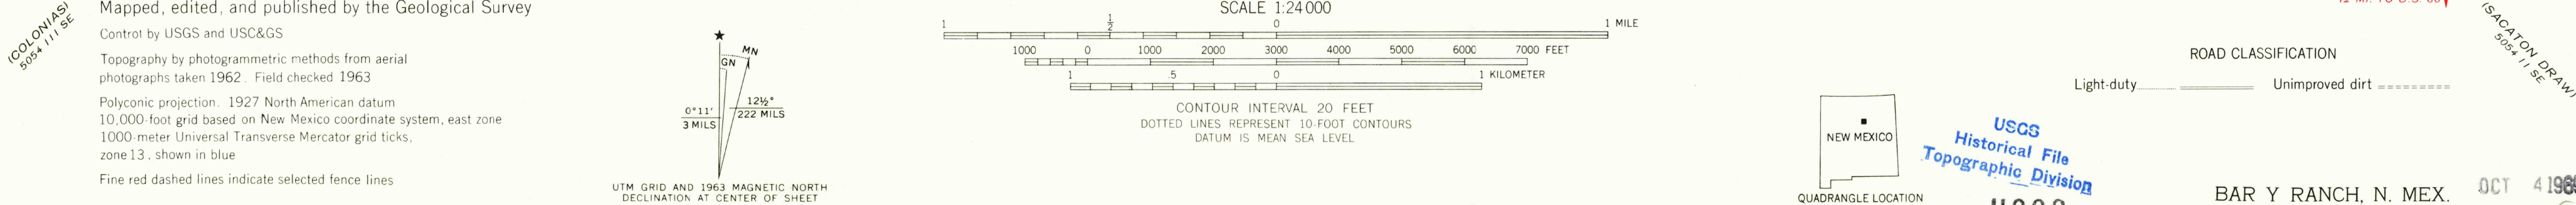 (COLONIAS)
5054 III SE
Mapped, edited, and published by the Geological Survey
Control by USGS and USC&GS
Topography by photogrammetric methods from aerial
photographs taken 1962. Field checked 1963
Polyconic projection. 1927 North American datum
10,000-foot grid based on New Mexico coordinate system, east zone
1000-meter Universal Transverse Mercator grid ticks,
zone 13, shown in blue
Fine red dashed lines indicate selected fence lines
★
MN
GN
0°11′
3 MILS
12½°
222 MILS
UTM GRID AND 1963 MAGNETIC NORTH
DECLINATION AT CENTER OF SHEET
SCALE 1:24 000
1 ½ 0 1 MILE
1000 0 1000 2000 3000 4000 5000 6000 7000 FEET
1 .5 0 1 KILOMETER
CONTOUR INTERVAL 20 FEET
DOTTED LINES REPRESENT 10-FOOT CONTOURS
DATUM IS MEAN SEA LEVEL
NEW MEXICO
QUADRANGLE LOCATION
USGS
Historical File
Topographic Division
ROAD CLASSIFICATION
Light-duty Unimproved dirt
(SACATON DRAW)
5054 II SE
BAR Y RANCH, N. MEX.
OCT 4